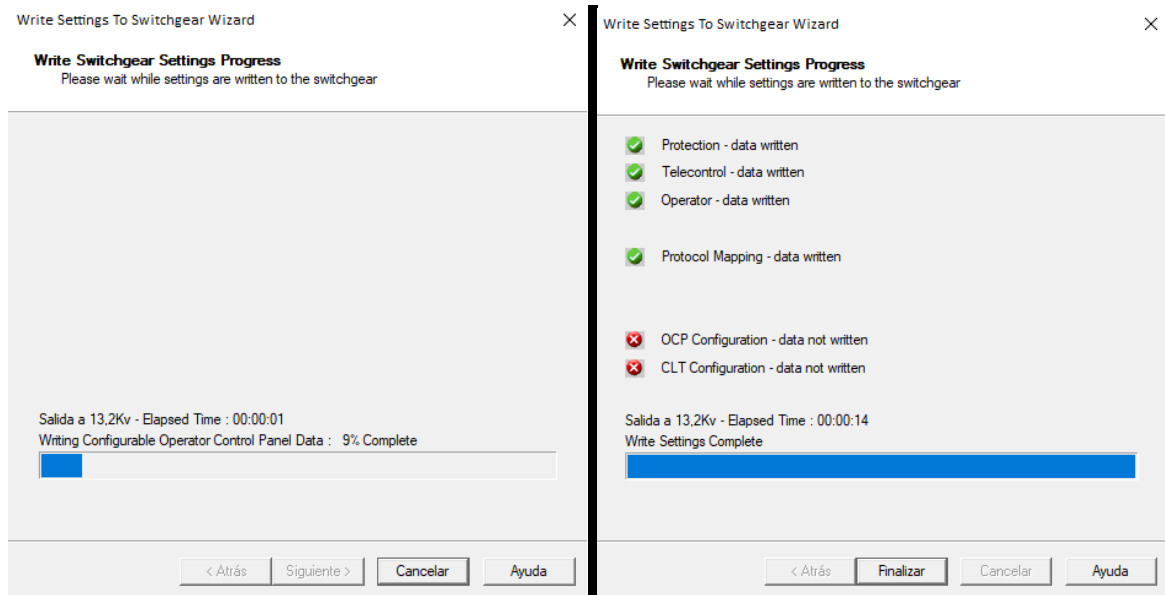 Write Settings To Switchgear Wizard
Write Switchgear Settings Progress
Please wait while settings are written to the switchgear
Salida a 13,2Kv - Elapsed Time : 00:00:01
Writing Configurable Operator Control Panel Data : 9% Complete
< Atrás
Siguiente >
Cancelar
Ayuda
Write Settings To Switchgear Wizard
Write Switchgear Settings Progress
Please wait while settings are written to the switchgear
Protection - data written
Telecontrol - data written
Operator - data written
Protocol Mapping - data written
OCP Configuration - data not written
CLT Configuration - data not written
Salida a 13,2Kv - Elapsed Time : 00:00:14
Write Settings Complete
< Atrás
Finalizar
Cancelar
Ayuda